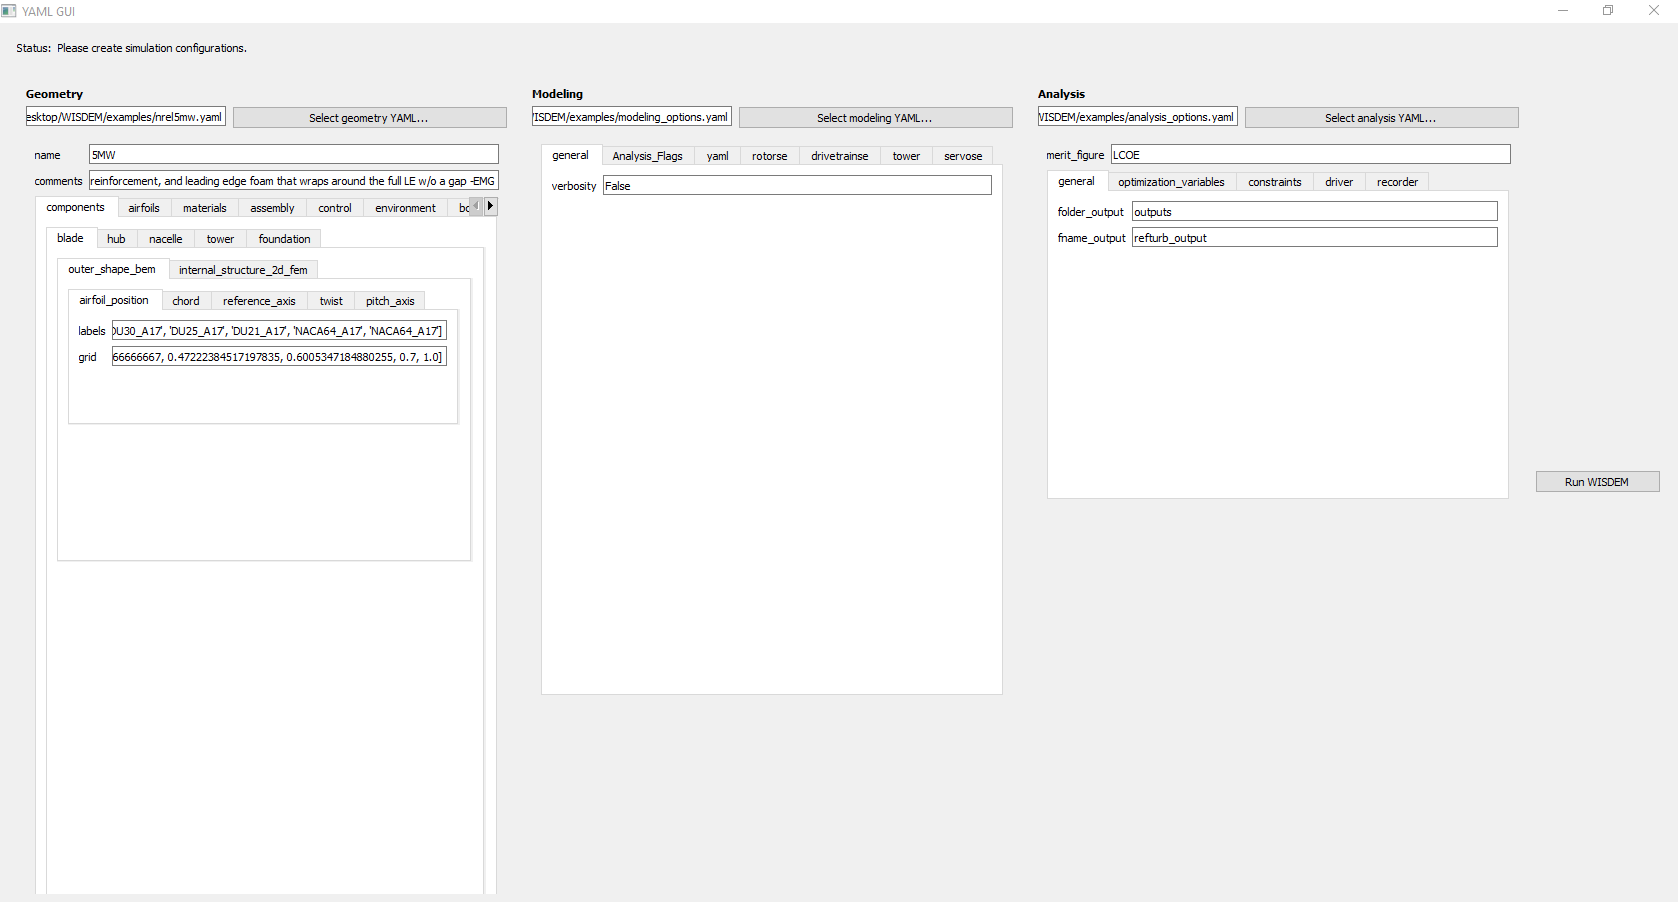 YAML GUI
Status: Please create simulation configurations.
Geometry
esktop/WISDEM/examples/nrel5mw.yaml
Select geometry YAML...
name
5MW
comments
reinforcement, and leading edge foam that wraps around the full LE w/o a gap -EMG
components airfoils materials assembly control environment bo
blade hub nacelle tower foundation
outer_shape_bem internal_structure_2d_fem
airfoil_position chord reference_axis twist pitch_axis
labels
DU30_A17', 'DU25_A17', 'DU21_A17', 'NACA64_A17', 'NACA64_A17']
grid
66666667, 0.47222384517197835, 0.6005347184880255, 0.7, 1.0]
Modeling
/ISDEM/examples/modeling_options.yaml
Select modeling YAML...
general Analysis_Flags yaml rotorse drivetrainse tower servose
verbosity
False
Analysis
/ISDEM/examples/analysis_options.yaml
Select analysis YAML...
merit_figure
LCOE
general optimization_variables constraints driver recorder
folder_output
outputs
fname_output
refturb_output
Run WISDEM